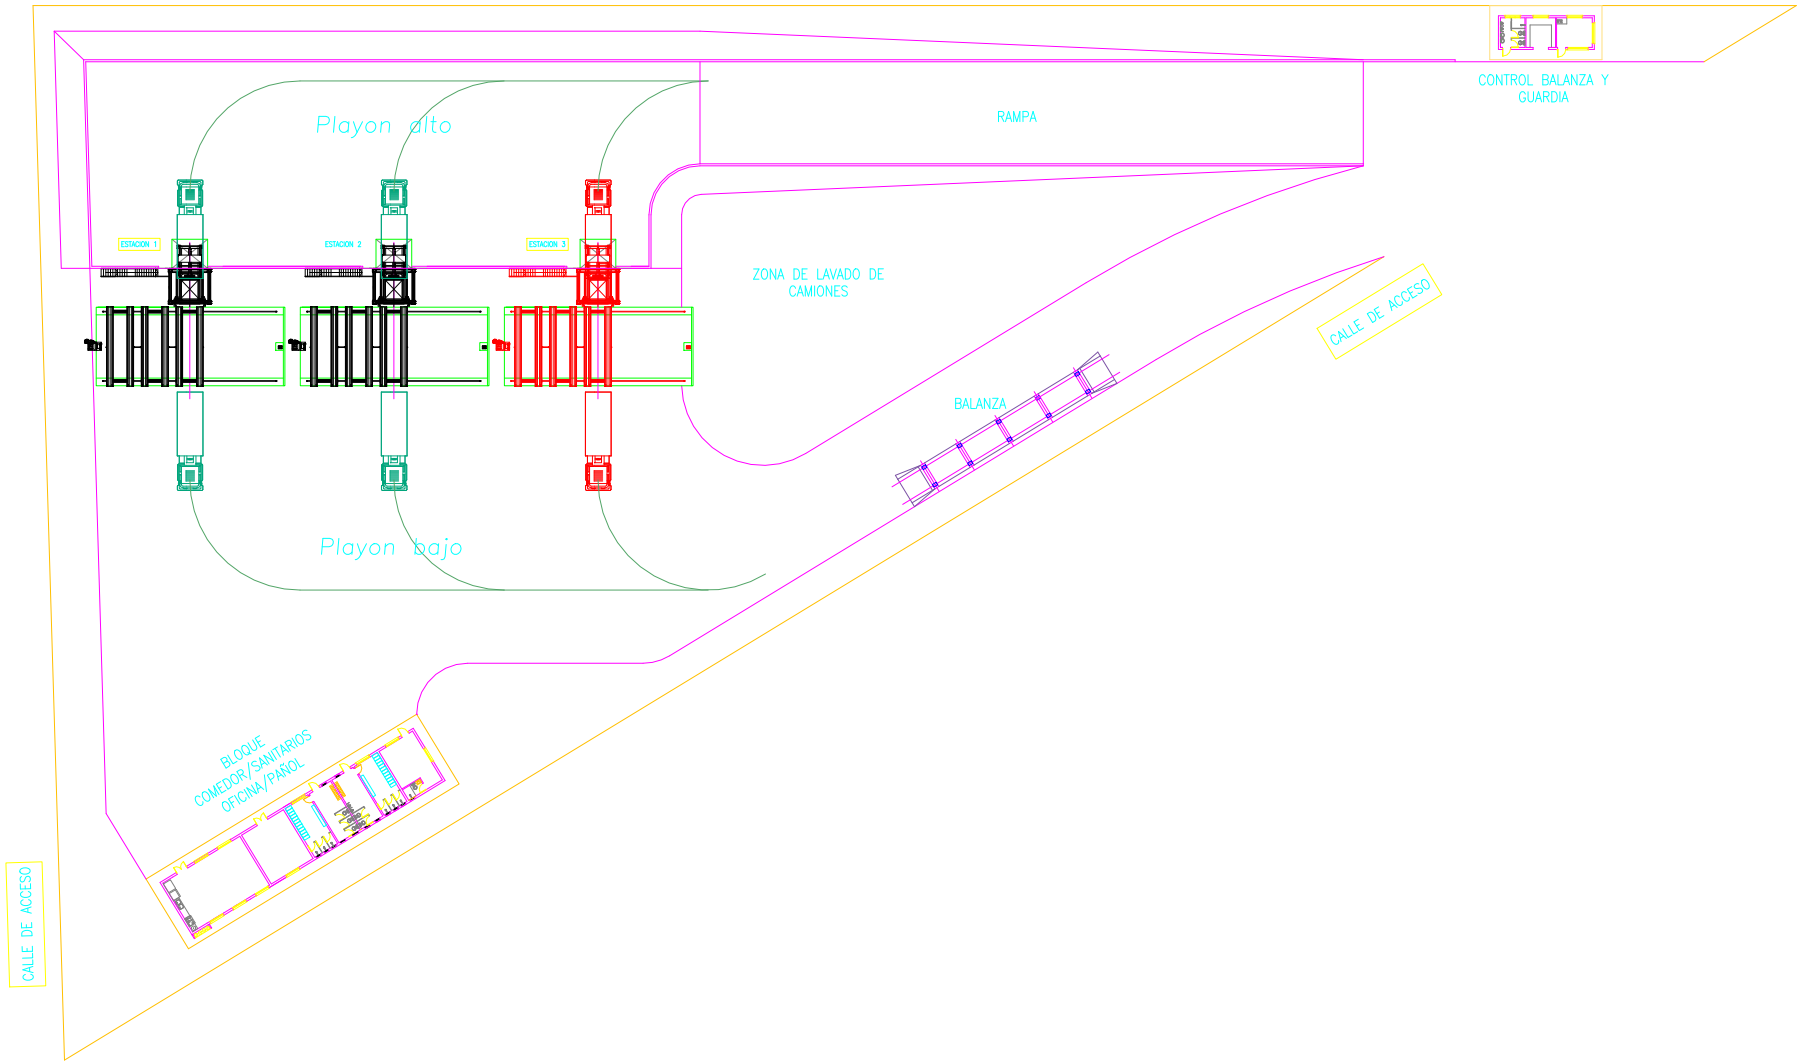 CONTROL BALANZA Y
GUARDIA
Playon alto
RAMPA
ESTACION 1
ESTACION 2
ESTACION 3
ZONA DE LAVADO DE
CAMIONES
CALLE DE ACCESO
BALANZA
Playon bajo
BLOQUE
COMEDOR/SANITARIOS
OFICINA/PAÑOL
CALLE DE ACCESO